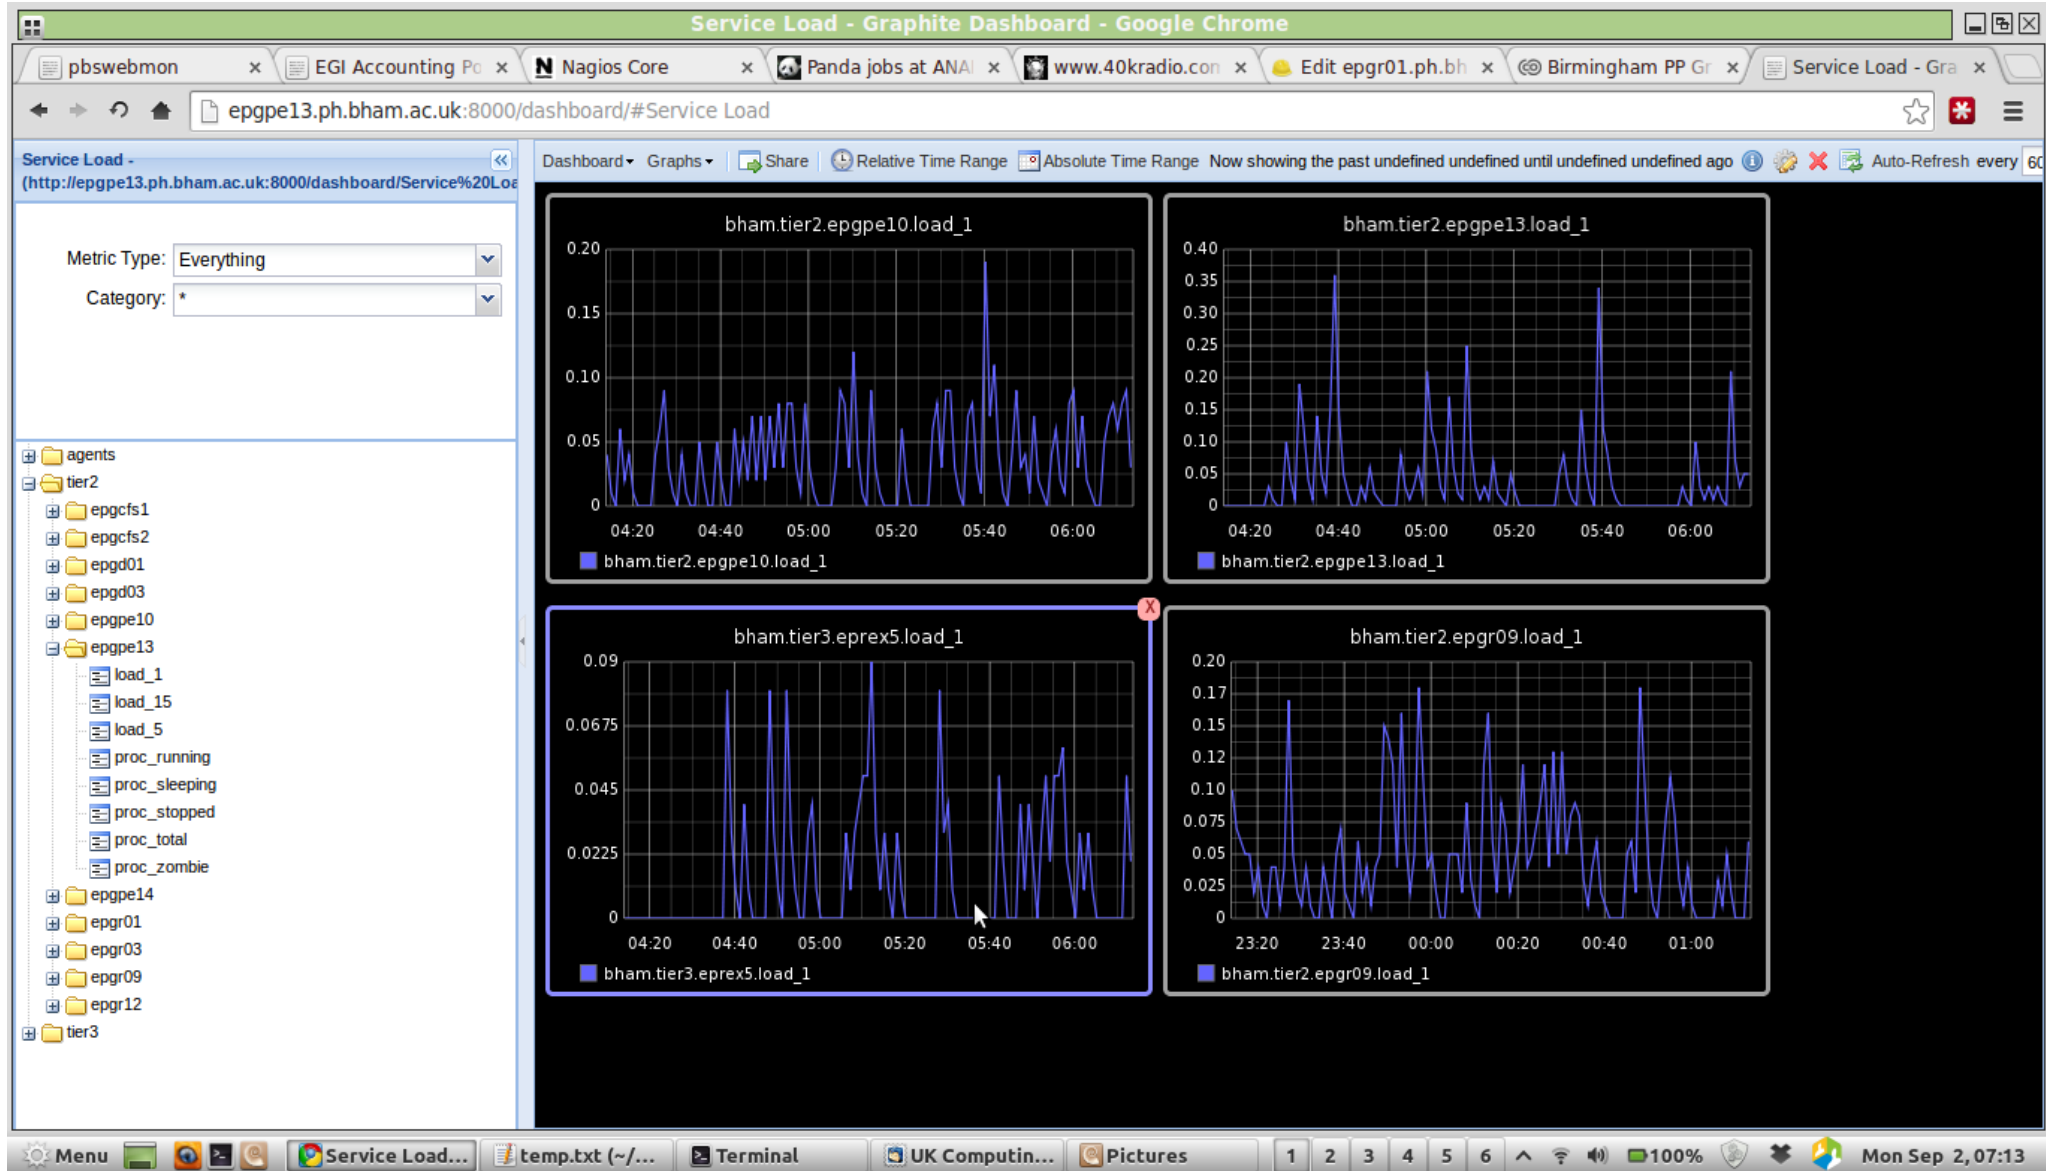 Service Load - Graphite Dashboard - Google Chrome
pbswebmon
EGI Accounting Po
Nagios Core
Panda jobs at ANA
www.40kradio.con
Edit epgr01.ph.bh
Birmingham PP Gr
Service Load - Gra
epgpe13.ph.bham.ac.uk:8000/dashboard/#Service Load
Service Load -
(http://epgpe13.ph.bham.ac.uk:8000/dashboard/Service%20Loa
Dashboard Graphs Share Relative Time Range Absolute Time Range Now showing the past undefined undefined until undefined undefined ago Auto-Refresh every 60
Metric Type: Everything
Category: *
agents
tier2
epgcfs1
epgcfs2
epgd01
epgd03
epgpe10
epgpe13
load_1
load_15
load_5
proc_running
proc_sleeping
proc_stopped
proc_total
proc_zombie
epgpe14
epgr01
epgr03
epgr09
epgr12
tier3
bham.tier2.epgpe10.load_1
0.20
0.15
0.10
0.05
0
04:20 04:40 05:00 05:20 05:40 06:00
bham.tier2.epgpe10.load_1
bham.tier2.epgpe13.load_1
0.40
0.35
0.30
0.25
0.20
0.15
0.10
0.05
0
04:20 04:40 05:00 05:20 05:40 06:00
bham.tier2.epgpe13.load_1
X
bham.tier3.eprex5.load_1
0.09
0.0675
0.045
0.0225
0
04:20 04:40 05:00 05:20 05:40 06:00
bham.tier3.eprex5.load_1
bham.tier2.epgr09.load_1
0.20
0.17
0.15
0.12
0.10
0.075
0.05
0.025
0
23:20 23:40 00:00 00:20 00:40 01:00
bham.tier2.epgr09.load_1
Menu
Service Load...
temp.txt (~/...
Terminal
UK Computin...
Pictures
1 2 3 4 5 6
100%
Mon Sep 2, 07:13